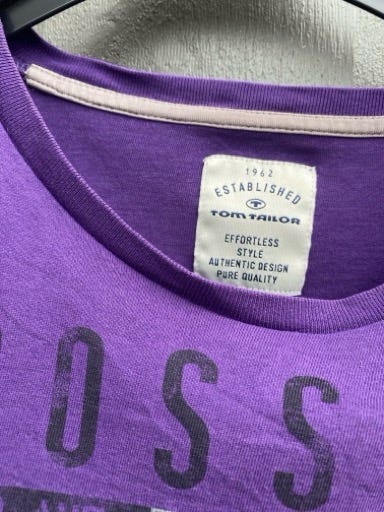 1962
ESTABLISHED
TOM TAILOR
EFFORTLESS
STYLE
AUTHENTIC DESIGN
PURE QUALITY
OSS